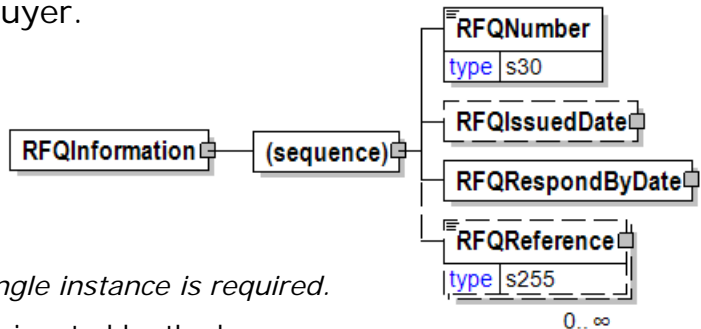 uyer.
RFQNumber
type s30
RFQIssuedDate
RFQInformation
(sequence)
RFQRespondByDate
RFQReference
type s255
ngle instance is required.
0..∞